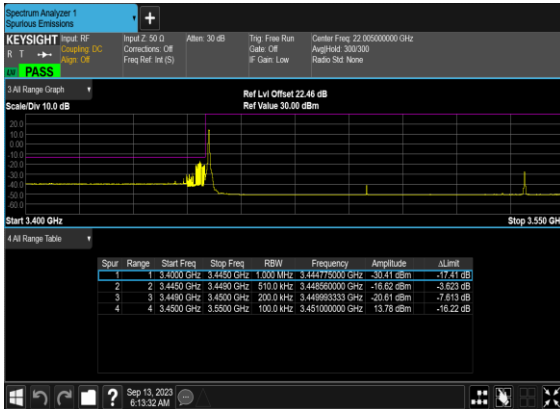 Spectrum Analyzer 1
Spurious Emissions
+
KEYSIGHT Input: RF Input Z: 50 Ω Atten: 30 dB Trig: Free Run Center Freq: 22.005000000 GHz
R T Coupling: DC Corrections: Off Gate: Off Avg|Hold: 300/300
Align: Off Freq Ref: Int (S) IF Gain: Low Radio Std: None
PASS
3 All Range Graph
Ref Lvl Offset 22.46 dB
Scale/Div 10.0 dB Ref Value 30.00 dBm
20.0
10.0
0.00
-10.0
-20.0
-30.0
-40.0
-50.0
-60.0
Start 3.400 GHz Stop 3.550 GH
4 All Range Table
Spur Range Start Freq Stop Freq RBW Frequency Amplitude ΔLimit
1 1 3.4000 GHz 3.4450 GHz 1.000 MHz 3.444775000 GHz -30.41 dBm -17.41 dB
2 2 3.4450 GHz 3.4490 GHz 510.0 kHz 3.448560000 GHz -16.62 dBm -3.623 dB
3 3 3.4490 GHz 3.4500 GHz 200.0 kHz 3.449993333 GHz -20.61 dBm -7.613 dB
4 4 3.4500 GHz 3.5500 GHz 100.0 kHz 3.451000000 GHz 13.78 dBm -16.22 dB
? Sep 13, 2023
6:13:32 AM